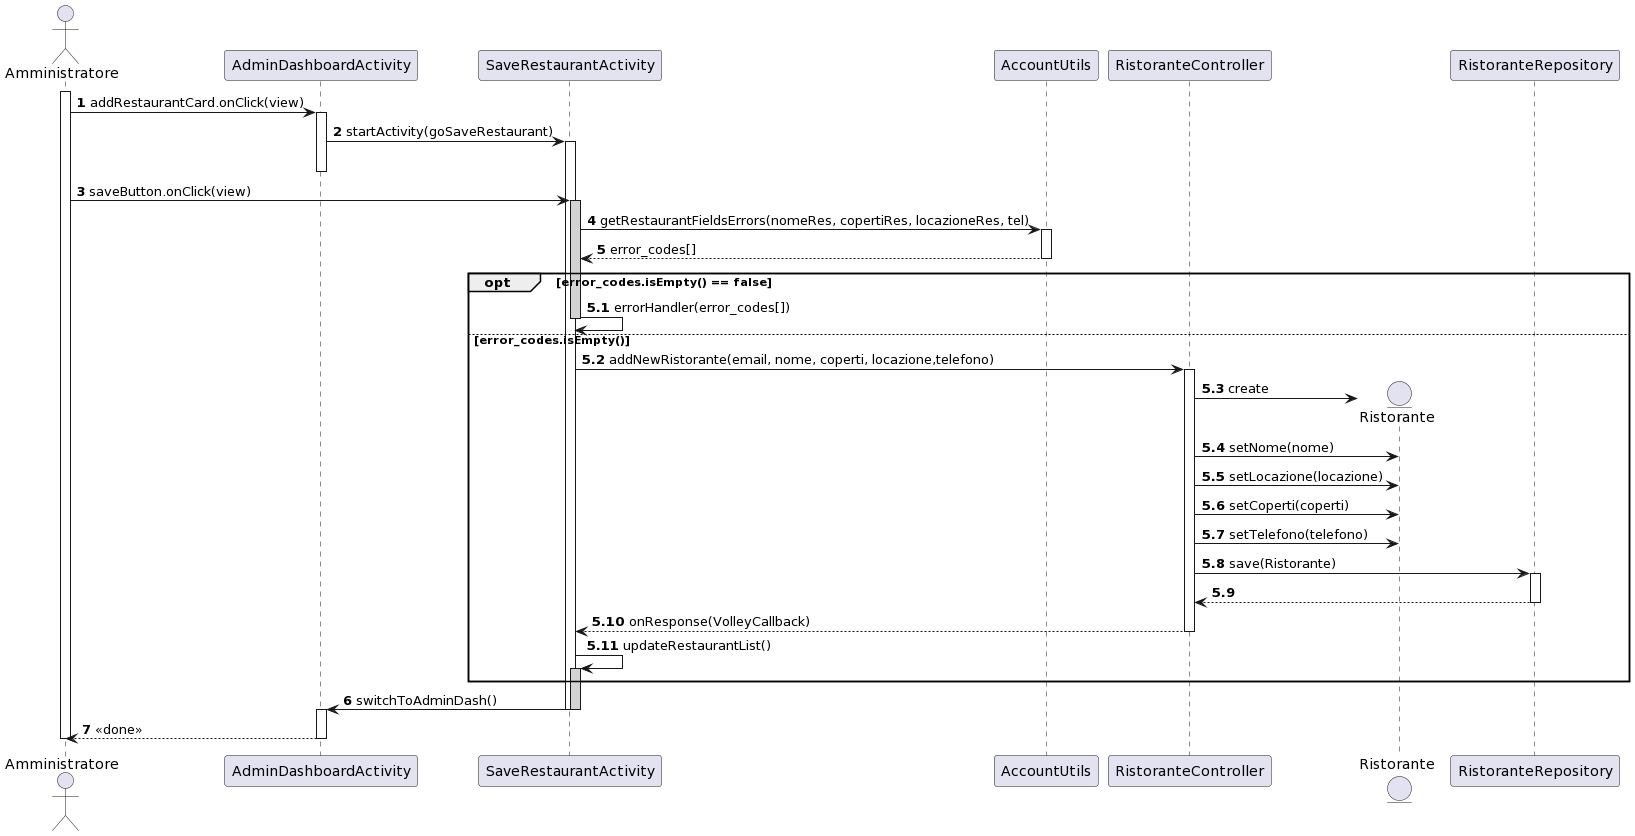 Amministratore
AdminDashboardActivity
SaveRestaurantActivity
AccountUtils
RistoranteController
RistoranteRepository
1 addRestaurantCard.onClick(view)
2 startActivity(goSaveRestaurant)
3 saveButton.onClick(view)
4 getRestaurantFieldsErrors(nomeRes, copertiRes, locazioneRes, tel)
5 error_codes[]
opt [error_codes.isEmpty() == false]
5.1 errorHandler(error_codes[])
[error_codes.isEmpty()]
5.2 addNewRistorante(email, nome, coperti, locazione,telefono)
5.3 create
Ristorante
5.4 setNome(nome)
5.5 setLocazione(locazione)
5.6 setCoperti(coperti)
5.7 setTelefono(telefono)
5.8 save(Ristorante)
5.9
5.10 onResponse(VolleyCallback)
5.11 updateRestaurantList()
6 switchToAdminDash()
7 «done»
Amministratore
AdminDashboardActivity
SaveRestaurantActivity
AccountUtils
RistoranteController
Ristorante
RistoranteRepository